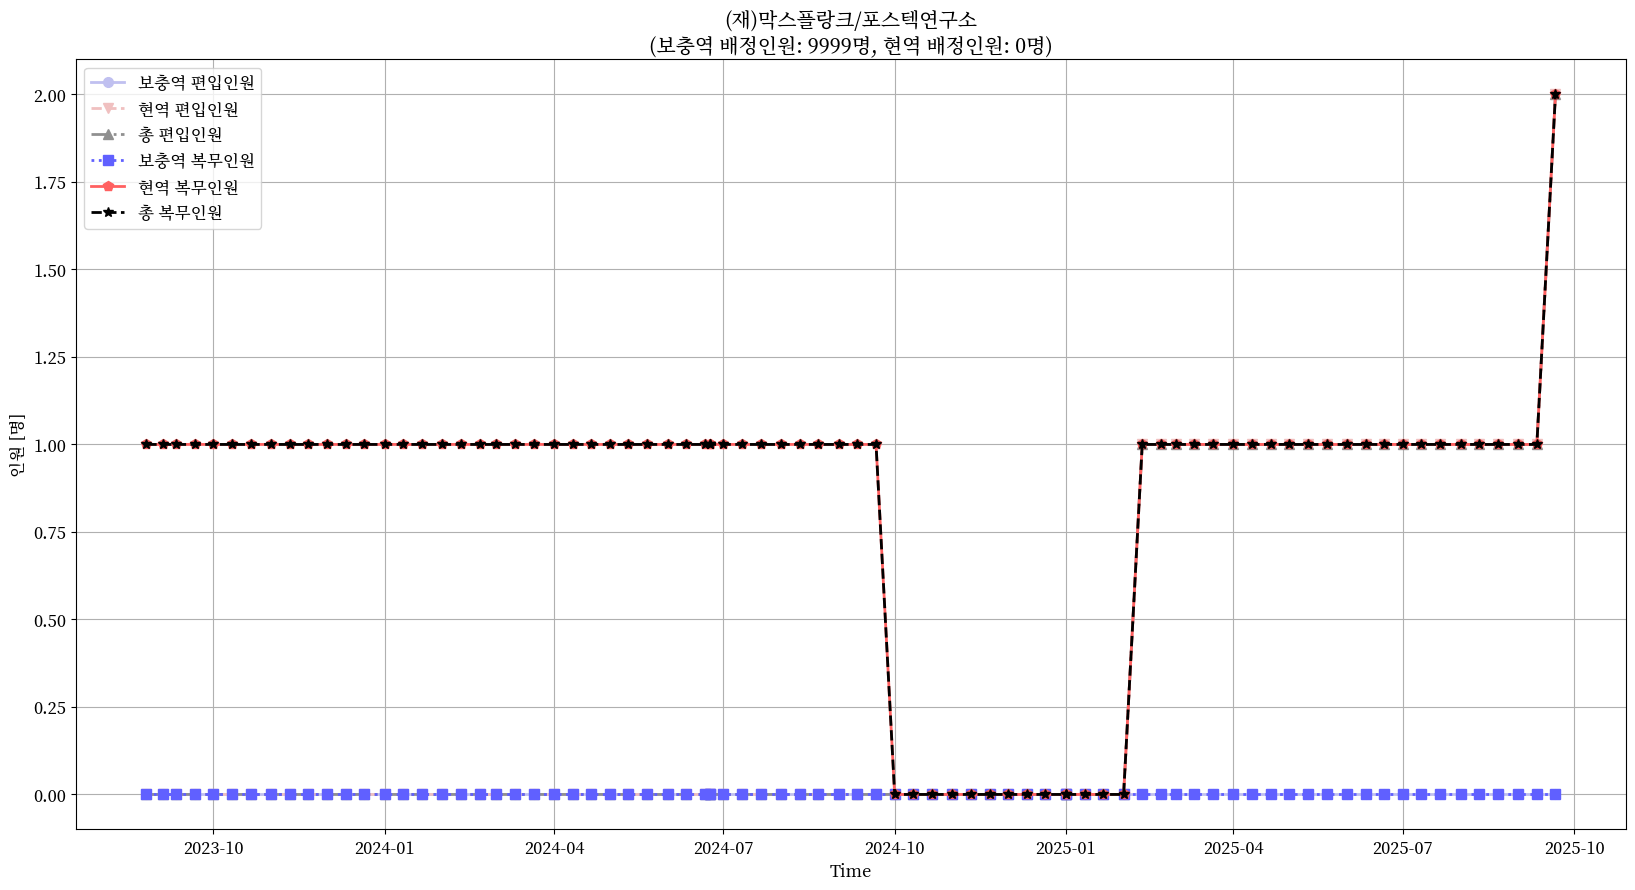 (재)막스플랑크/포스텍연구소
(보충역 배정인원: 9999명, 현역 배정인원: 0명)
보충역 편입인원
현역 편입인원
총 편입인원
보충역 복무인원
현역 복무인원
총 복무인원
2.00
1.75
1.50
1.25
1.00
0.75
0.50
0.25
0.00
인원 [명]
2023-10
2024-01
2024-04
2024-07
2024-10
2025-01
2025-04
2025-07
2025-10
Time